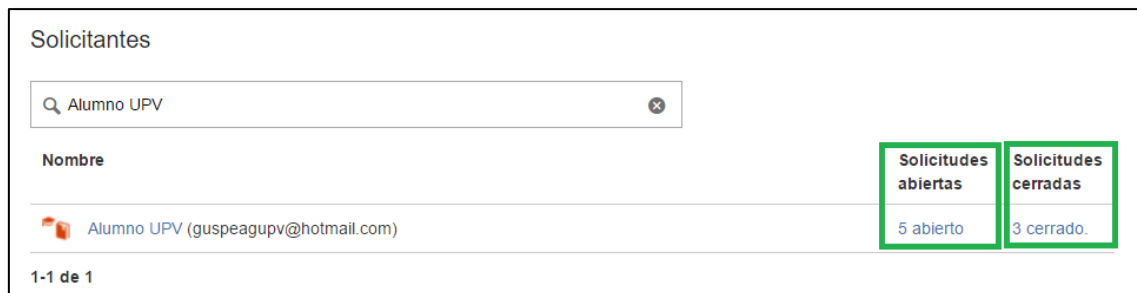 Solicitantes
Alumno UPV
Nombre
Solicitudes abiertas
Solicitudes cerradas
Alumno UPV (guspeagupv@hotmail.com)
5 abierto
3 cerrado.
1-1 de 1